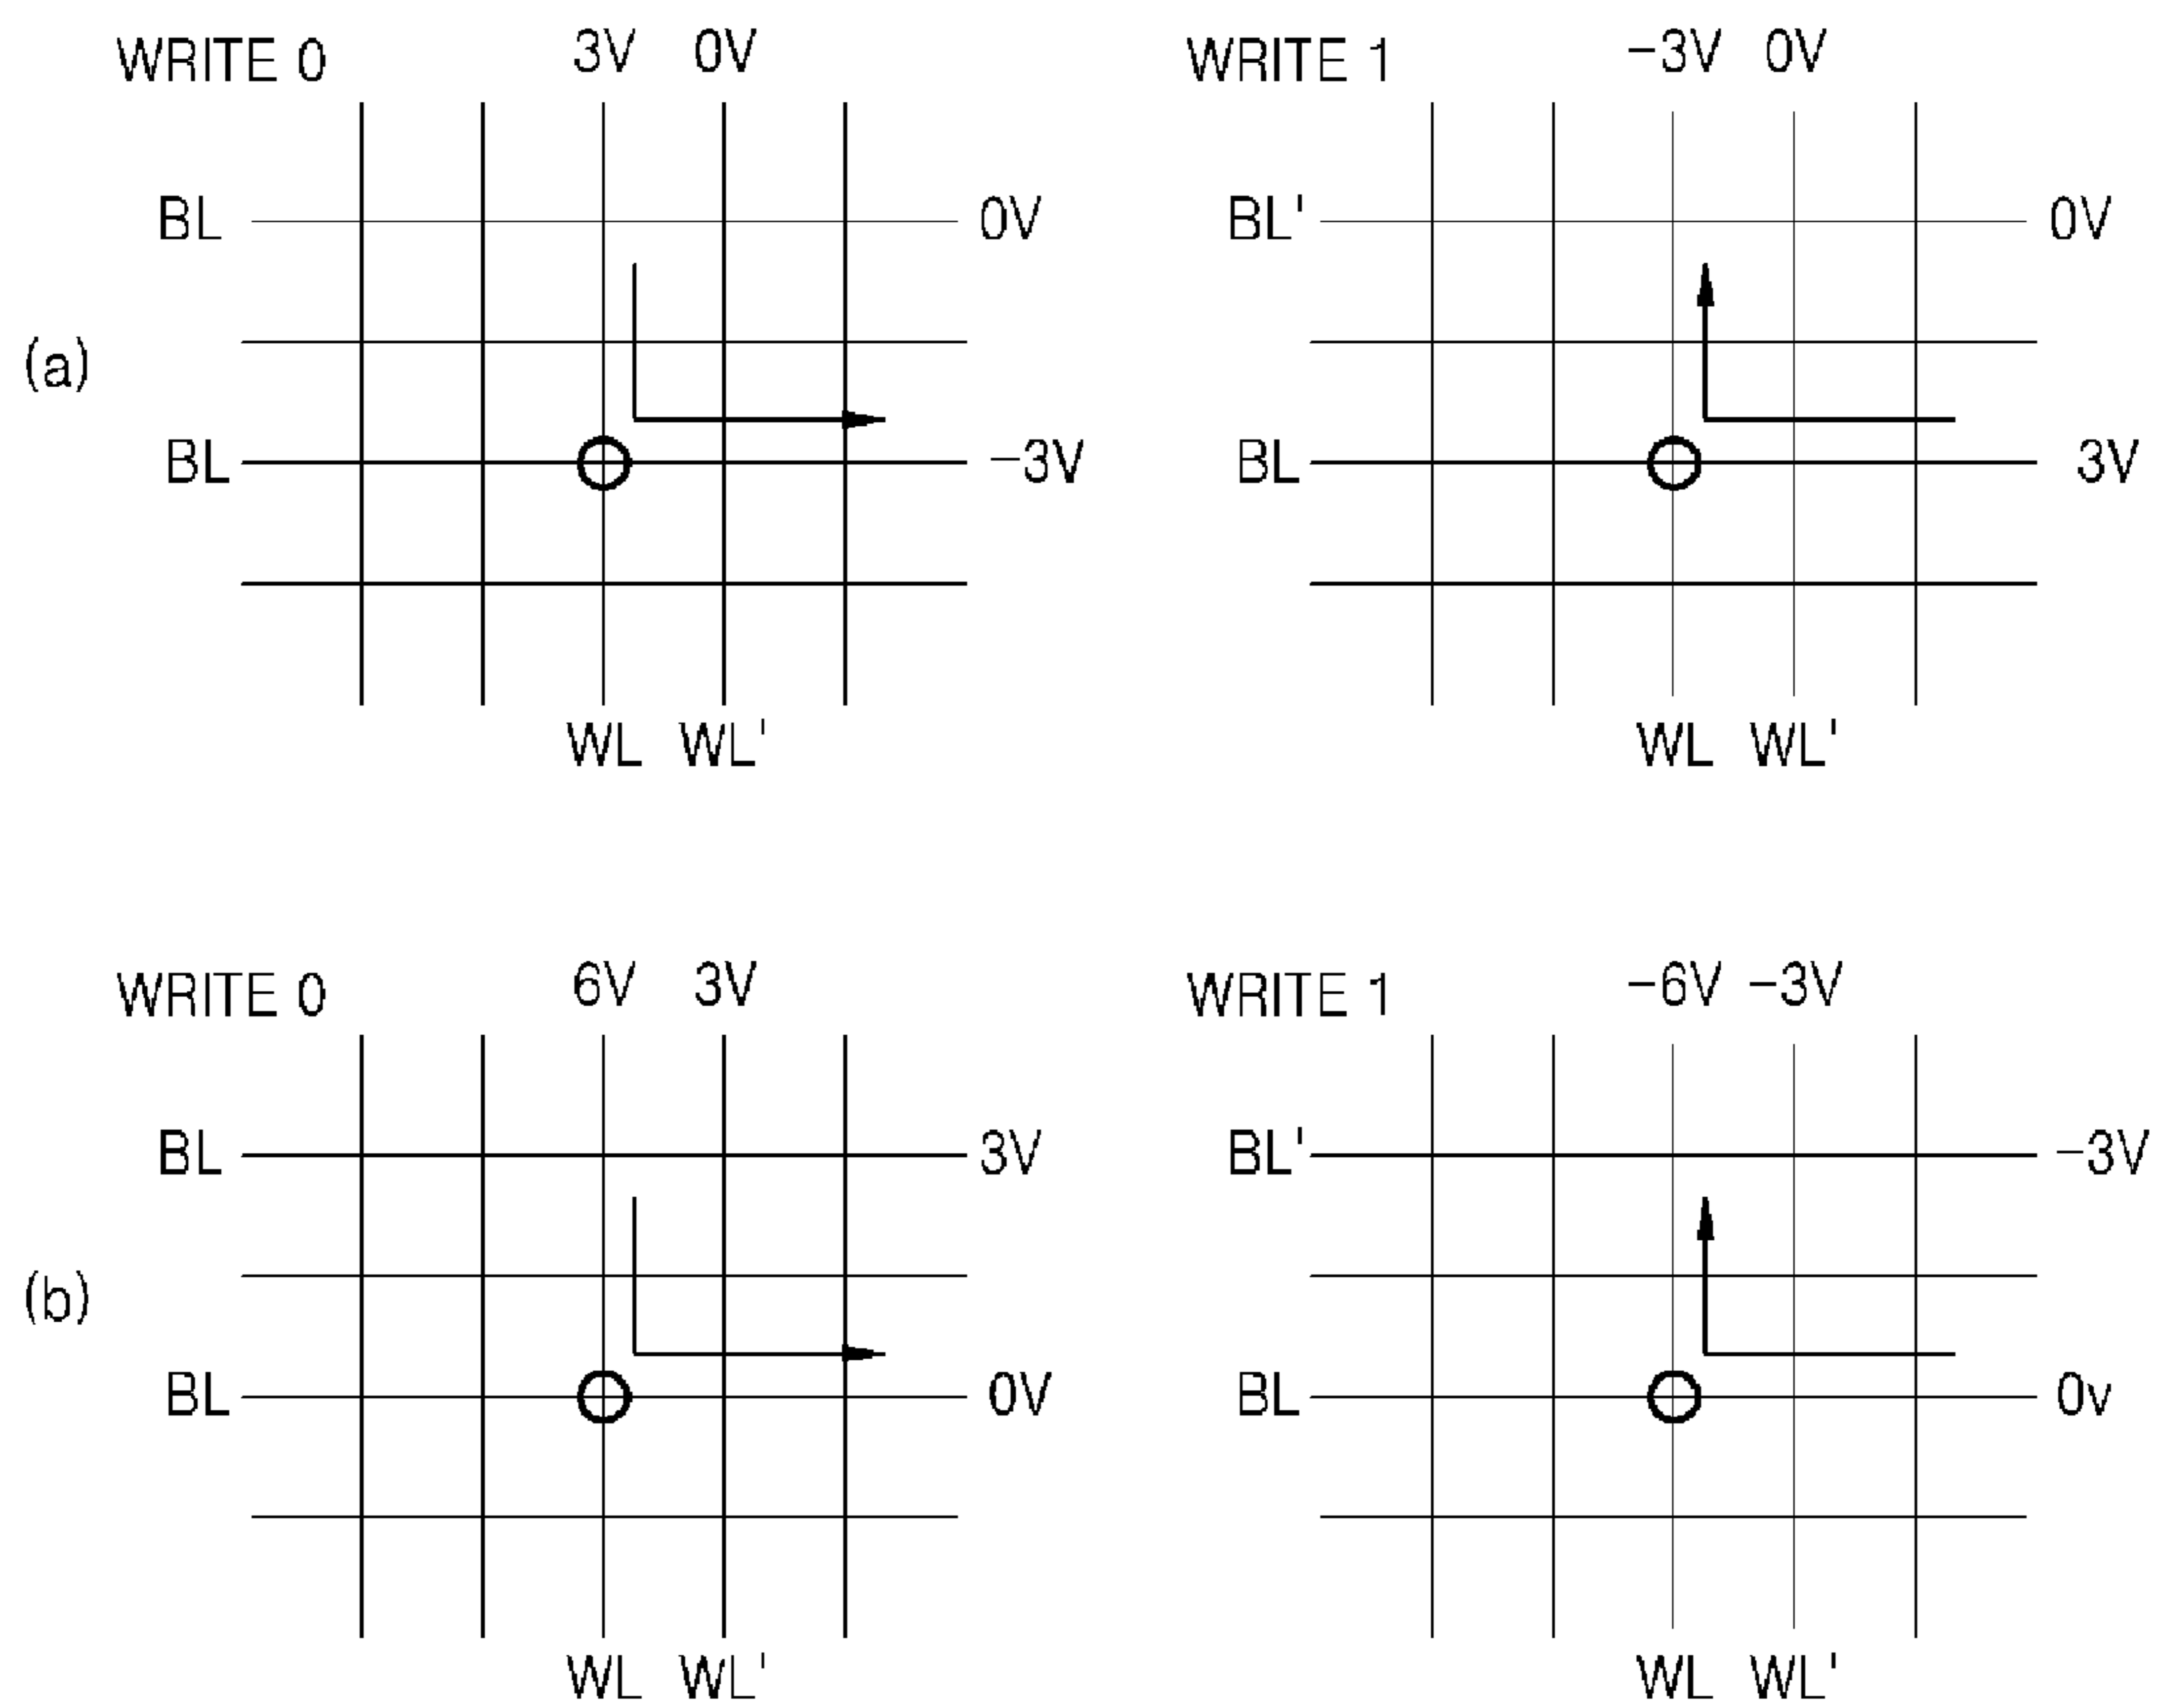 WRITE 0 3V 0V
BL 0V
(a)
BL −3V
WL WL'
WRITE 1 −3V 0V
BL' 0V
BL 3V
WL WL'
WRITE 0 6V 3V
BL 3V
(b)
BL 0V
WL WL'
WRITE 1 −6V −3V
BL' −3V
BL 0v
WL WL'